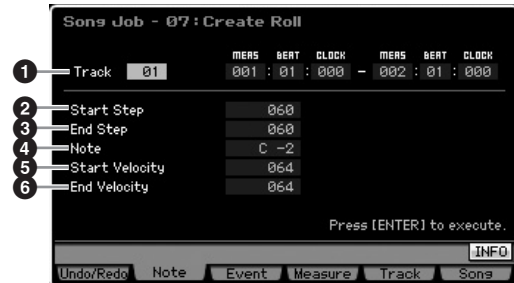 Song Job - 07:Create Roll
MEAS BEAT CLOCK MEAS BEAT CLOCK
1 Track 01 001 : 01 : 000 - 002 : 01 : 000
2 Start Step 060
3 End Step 060
4 Note C -2
5 Start Velocity 064
6 End Velocity 064
Press [ENTER] to execute.
INFO
Undo/Redo Note Event Measure Track Song